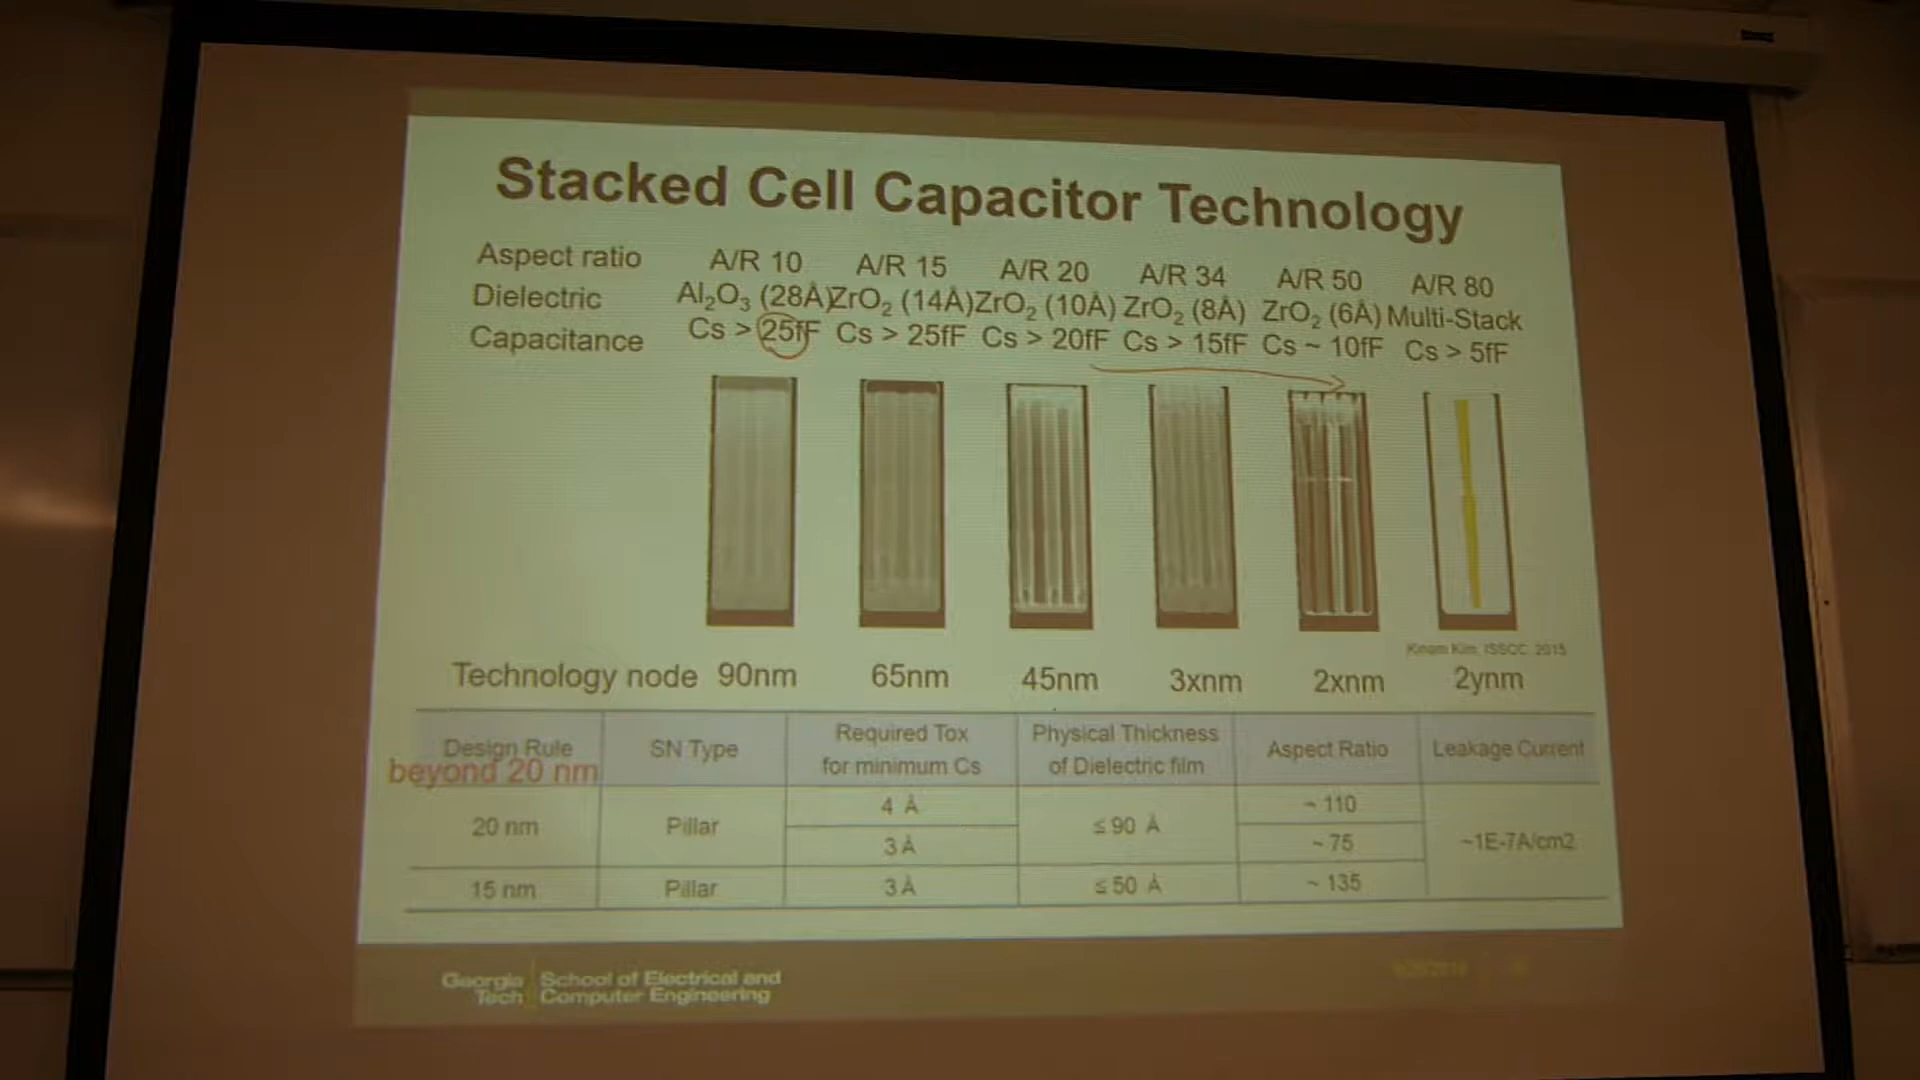 Stacked Cell Capacitor Technology
Aspect ratio A/R 10 A/R 15 A/R 20 A/R 34 A/R 50 A/R 80
Dielectric Al₂O₃ (28Å) ZrO₂ (14Å) ZrO₂ (10Å) ZrO₂ (8Å) ZrO₂ (6Å) Multi-Stack
Capacitance Cs > 25fF Cs > 25fF Cs > 20fF Cs > 15fF Cs ~ 10fF Cs > 5fF
Kinam Kim, ISSCC, 2015
Technology node 90nm 65nm 45nm 3xnm 2xnm 2ynm
Design Rule SN Type Required Tox Physical Thickness Aspect Ratio Leakage Current
beyond 20 nm for minimum Cs of Dielectric film
4 Å ~ 110
20 nm Pillar ≤ 90 Å ~1E-7A/cm2
3 Å ~ 75
15 nm Pillar 3 Å ≤ 50 Å ~ 135
Georgia School of Electrical and
Tech Computer Engineering